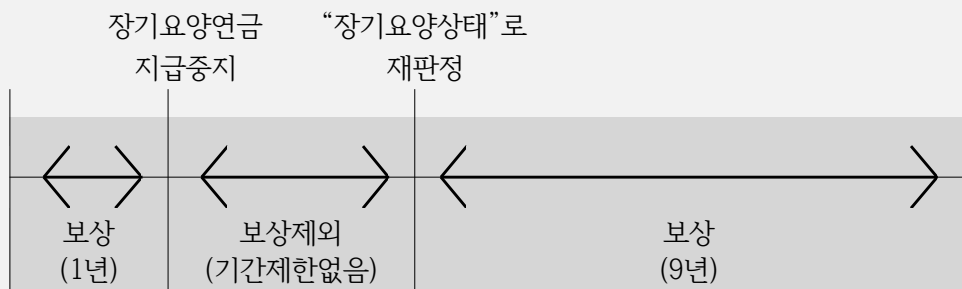 장기요양연금
지급중지
“장기요양상태”로
재판정
보상
(1년)
보상제외
(기간제한없음)
보상
(9년)